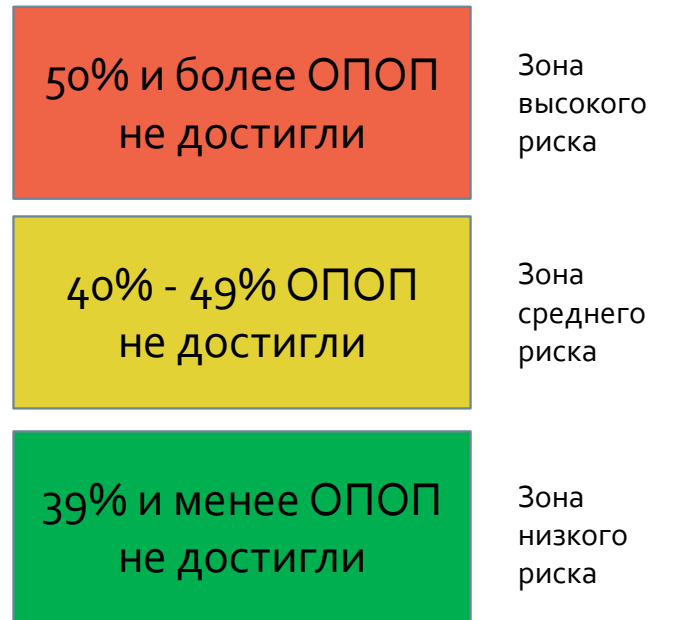 50% и более ОПОП
не достигли
Зона
высокого
риска
40% - 49% ОПОП
не достигли
Зона
среднего
риска
39% и менее ОПОП
не достигли
Зона
низкого
риска